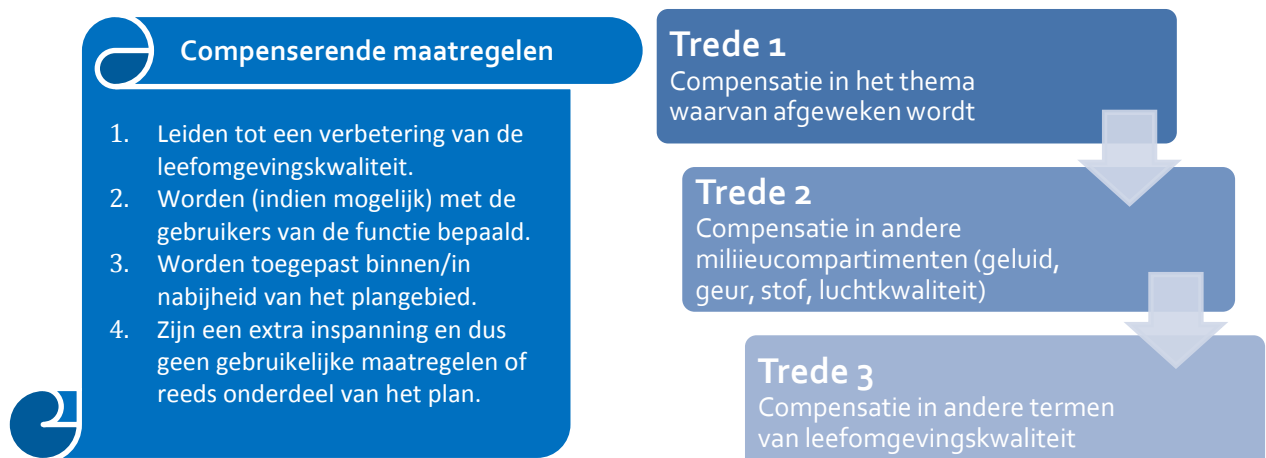 Compenserende maatregelen
1. Leiden tot een verbetering van de
leefomgevingskwaliteit.
2. Worden (indien mogelijk) met de
gebruikers van de functie bepaald.
3. Worden toegepast binnen/in
nabijheid van het plangebied.
4. Zijn een extra inspanning en dus
geen gebruikelijke maatregelen of
reeds onderdeel van het plan.
Trede 1
Compensatie in het thema
waarvan afgeweken wordt
Trede 2
Compensatie in andere
miliieucompartimenten (geluid,
geur, stof, luchtkwaliteit)
Trede 3
Compensatie in andere termen
van leefomgevingskwaliteit